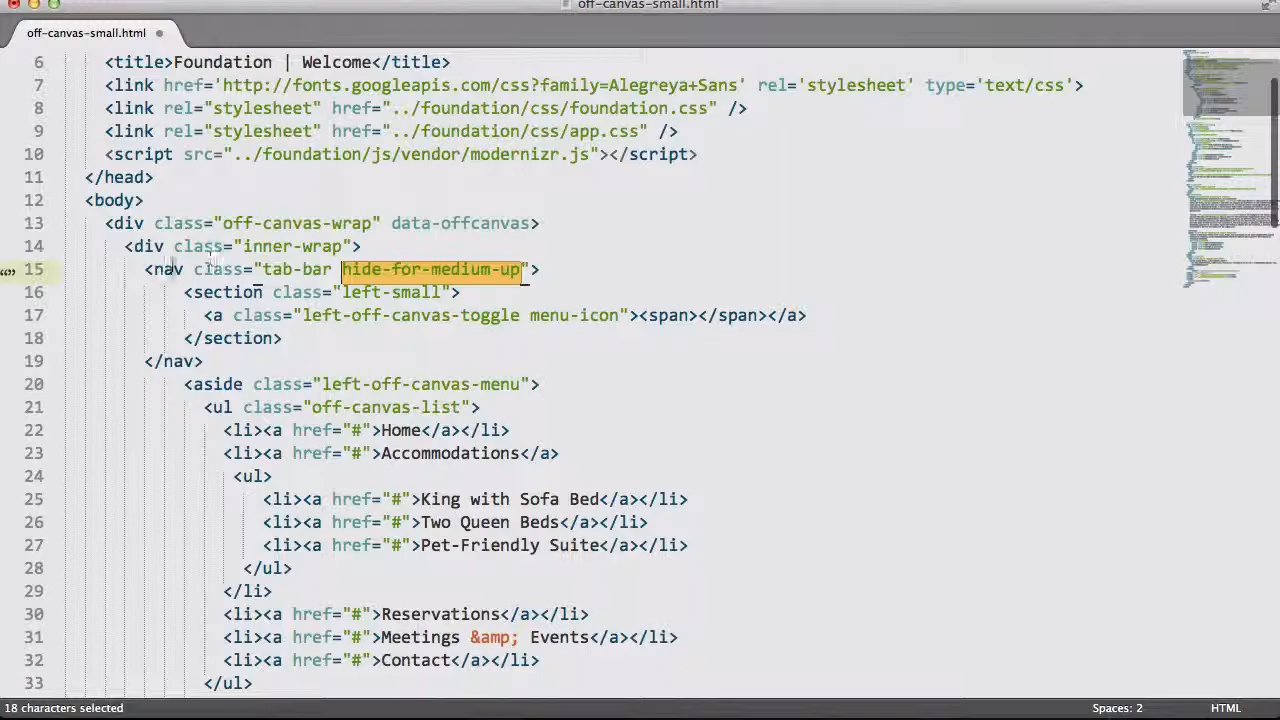 off-canvas-small.html
off-canvas-small.html
6 <title>Foundation | Welcome</title>
7 <link href='http://fonts.googleapis.com/css?family=Alegreya+Sans' rel='stylesheet' type='text/css'>
8 <link rel="stylesheet" href="../foundation/css/foundation.css" />
9 <link rel="stylesheet" href="../foundation/css/app.css" />
10 <script src="../foundation/js/vendor/modernizr.js"></script>
11 </head>
12 <body>
13 <div class="off-canvas-wrap" data-offcanvas>
14 <div class="inner-wrap">
15 <nav class="tab-bar hide-for-medium-up">
16 <section class="left-small">
17 <a class="left-off-canvas-toggle menu-icon"><span></span></a>
18 </section>
19 </nav>
20 <aside class="left-off-canvas-menu">
21 <ul class="off-canvas-list">
22 <li><a href="#">Home</a></li>
23 <li><a href="#">Accommodations</a>
24 <ul>
25 <li><a href="#">King with Sofa Bed</a></li>
26 <li><a href="#">Two Queen Beds</a></li>
27 <li><a href="#">Pet-Friendly Suite</a></li>
28 </ul>
29 </li>
30 <li><a href="#">Reservations</a></li>
31 <li><a href="#">Meetings &amp; Events</a></li>
32 <li><a href="#">Contact</a></li>
33 </ul>
18 characters selected Spaces: 2 HTML